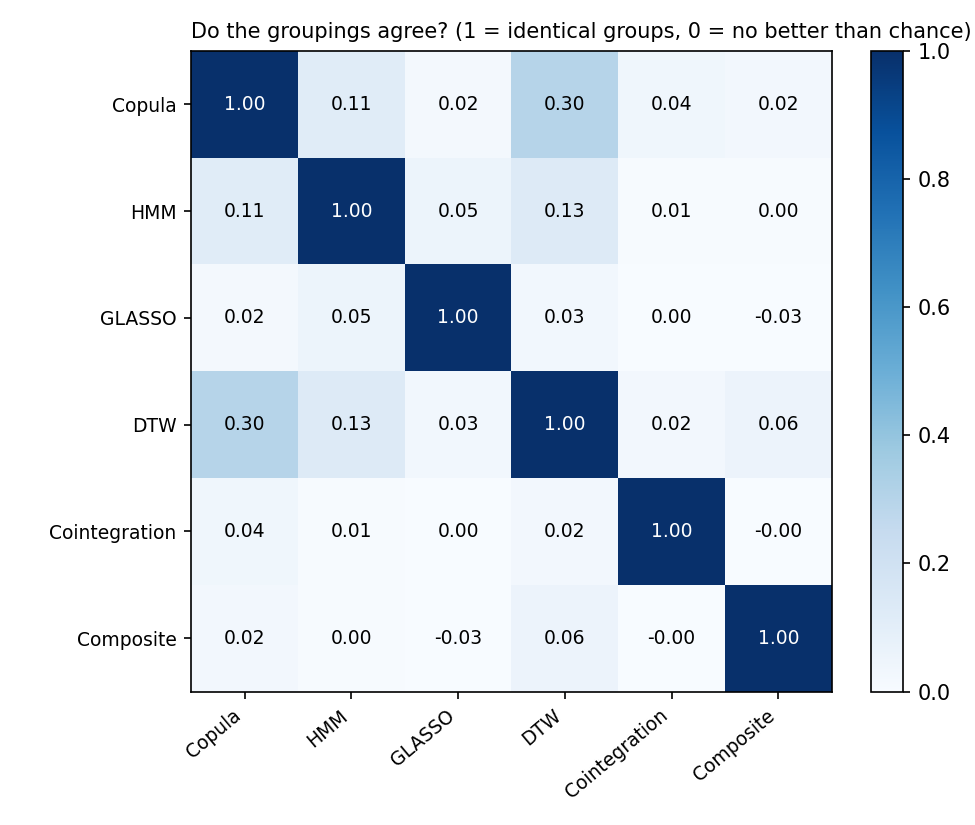 Do the groupings agree? (1 = identical groups, 0 = no better than chance)
Copula 1.00 0.11 0.02 0.30 0.04 0.02
HMM 0.11 1.00 0.05 0.13 0.01 0.00
GLASSO 0.02 0.05 1.00 0.03 0.00 -0.03
DTW 0.30 0.13 0.03 1.00 0.02 0.06
Cointegration 0.04 0.01 0.00 0.02 1.00 -0.00
Composite 0.02 0.00 -0.03 0.06 -0.00 1.00
Copula HMM GLASSO DTW Cointegration Composite
1.0
0.8
0.6
0.4
0.2
0.0